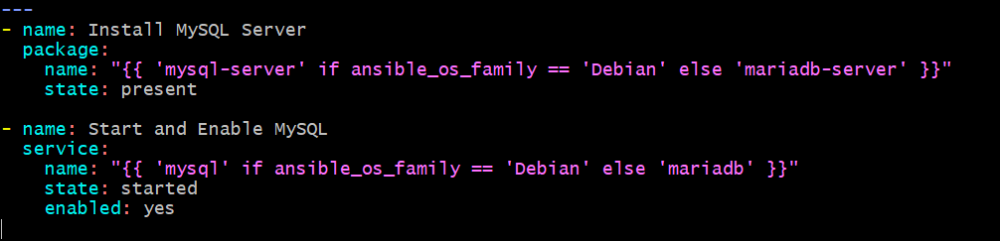 ---
- name: Install MySQL Server
  package:
    name: "{{ 'mysql-server' if ansible_os_family == 'Debian' else 'mariadb-server' }}"
    state: present

- name: Start and Enable MySQL
  service:
    name: "{{ 'mysql' if ansible_os_family == 'Debian' else 'mariadb' }}"
    state: started
    enabled: yes